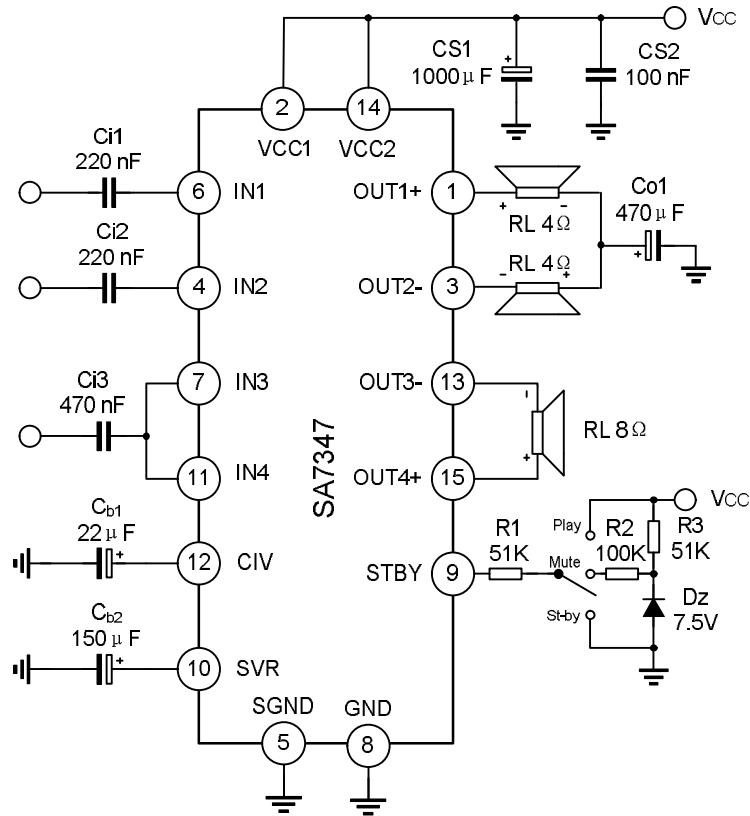 VCC
CS1
1000μF
+
CS2
100 nF
2
14
VCC1
VCC2
Ci1
220 nF
6
IN1
OUT1+
1
+
-
RL 4Ω
Co1
470μF
+
Ci2
220 nF
4
IN2
OUT2-
3
RL 4Ω
-
+
Ci3
470 nF
7
IN3
OUT3-
13
-
+
RL 8Ω
11
IN4
OUT4+
15
SA7347
Cb1
22μF
+
12
CIV
STBY
9
R1
51K
Play
Mute
St-by
R2
100K
VCC
R3
51K
Dz
7.5V
Cb2
150μF
+
10
SVR
SGND
GND
5
8